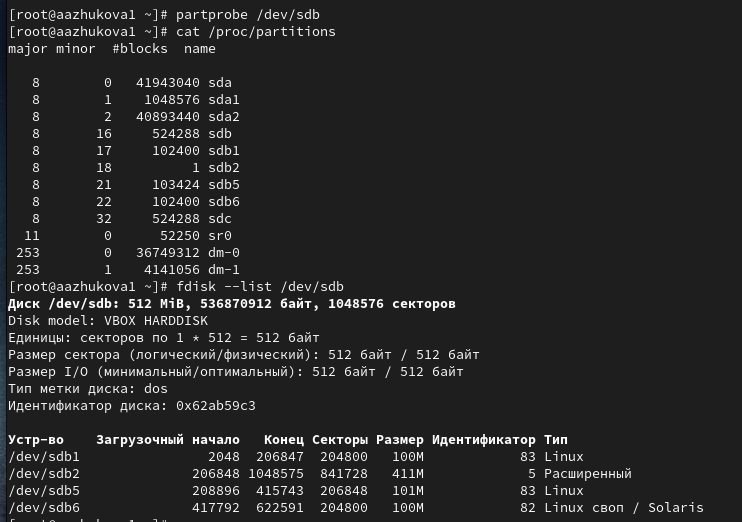 [root@aazhukova1 ~]# partprobe /dev/sdb
[root@aazhukova1 ~]# cat /proc/partitions
major minor  #blocks  name

   8        0   41943040 sda
   8        1    1048576 sda1
   8        2   40893440 sda2
   8       16     524288 sdb
   8       17     102400 sdb1
   8       18          1 sdb2
   8       21     103424 sdb5
   8       22     102400 sdb6
   8       32     524288 sdc
  11        0      52250 sr0
 253        0   36749312 dm-0
 253        1    4141056 dm-1
[root@aazhukova1 ~]# fdisk --list /dev/sdb
Диск /dev/sdb: 512 MiB, 536870912 байт, 1048576 секторов
Disk model: VBOX HARDDISK
Единицы: секторов по 1 * 512 = 512 байт
Размер сектора (логический/физический): 512 байт / 512 байт
Размер I/O (минимальный/оптимальный): 512 байт / 512 байт
Тип метки диска: dos
Идентификатор диска: 0x62ab59c3

Устр-во    Загрузочный начало   Конец Секторы Размер Идентификатор Тип
/dev/sdb1                2048  206847  204800   100M            83 Linux
/dev/sdb2              206848 1048575  841728   411M             5 Расширенный
/dev/sdb5              208896  415743  206848   101M            83 Linux
/dev/sdb6              417792  622591  204800   100M            82 Linux своп / Solaris
[root@aazhukova1 ~]#